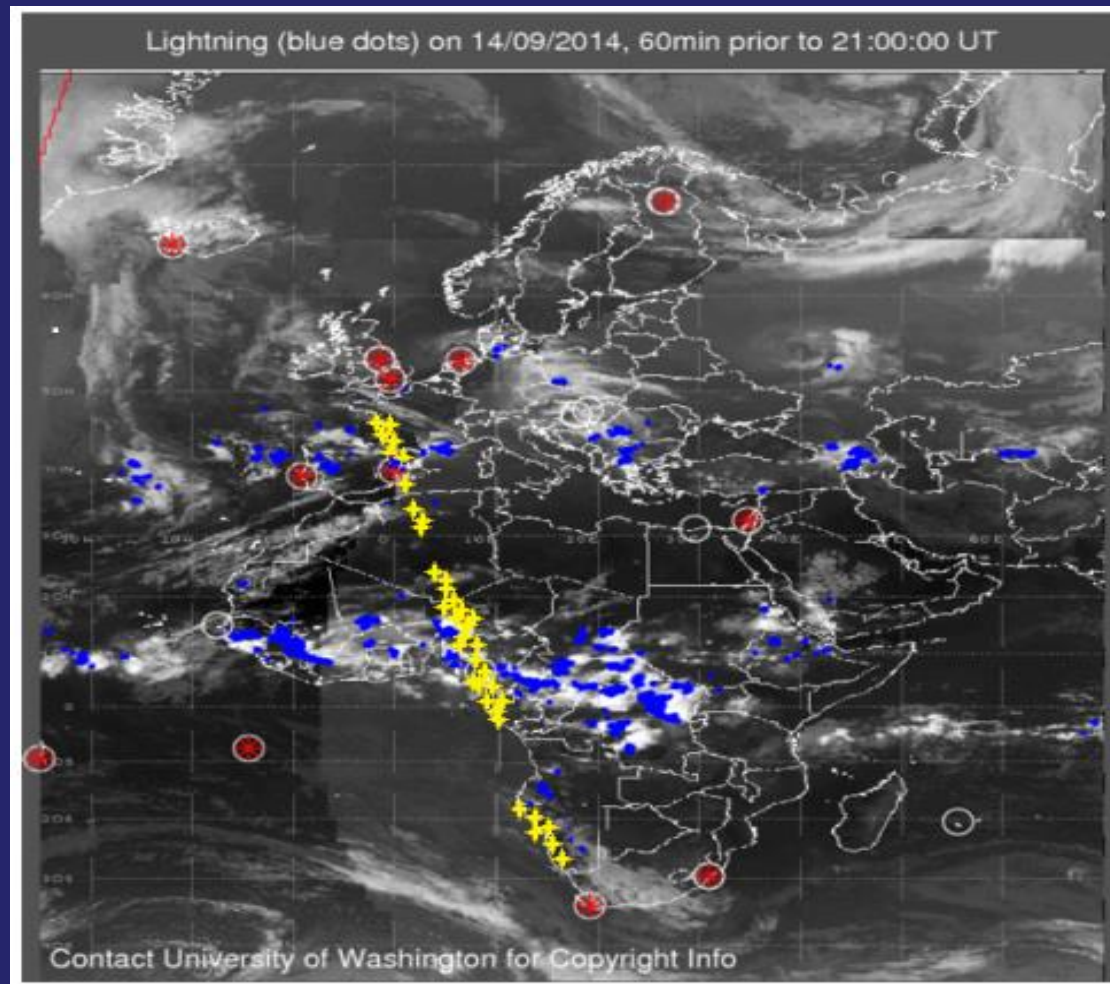 Lightning (blue dots) on 14/09/2014, 60min prior to 21:00:00 UT
Contact University of Washington for Copyright Info